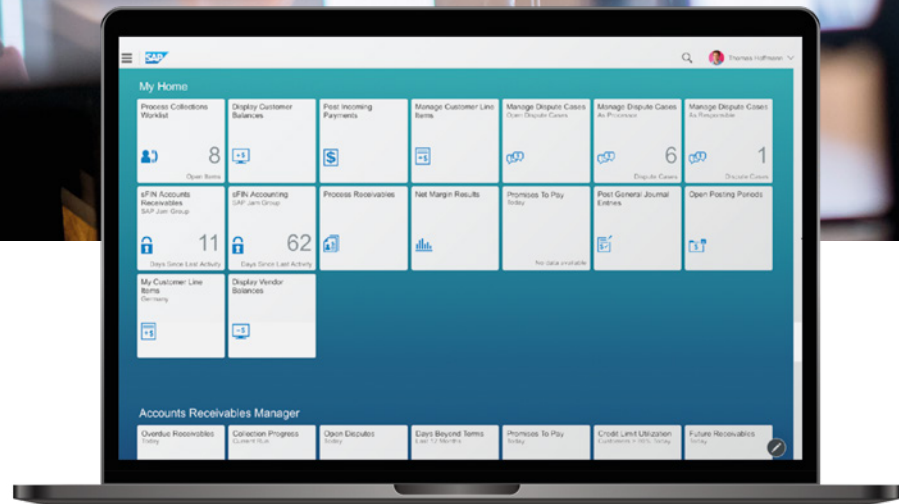 SAP
Thomas Hoffmann
My Home
Process Collections
Worklist
8
Open Items
Display Customer
Balances
Post Incoming
Payments
Manage Customer Line
Items
Manage Dispute Cases
Open Dispute Cases
Manage Dispute Cases
As Processor
6
Dispute Cases
Manage Dispute Cases
As Responsible
1
Dispute Cases
sFIN Accounts
Receivables
SAP Jam Group
11
Days Since Last Activity
sFIN Accounting
SAP Jam Group
62
Days Since Last Activity
Process Receivables
Net Margin Results
Promises To Pay
Today
No data available
Post General Journal
Entries
Open Posting Periods
My Customer Line
Items
Germany
Display Vendor
Balances
Accounts Receivables Manager
Overdue Receivables
Today
Collection Progress
Current Run
Open Disputes
Today
Days Beyond Terms
Last 12 Months
Promises To Pay
Today
Credit Limit Utilization
Customers > 80% Today
Future Receivables
Today